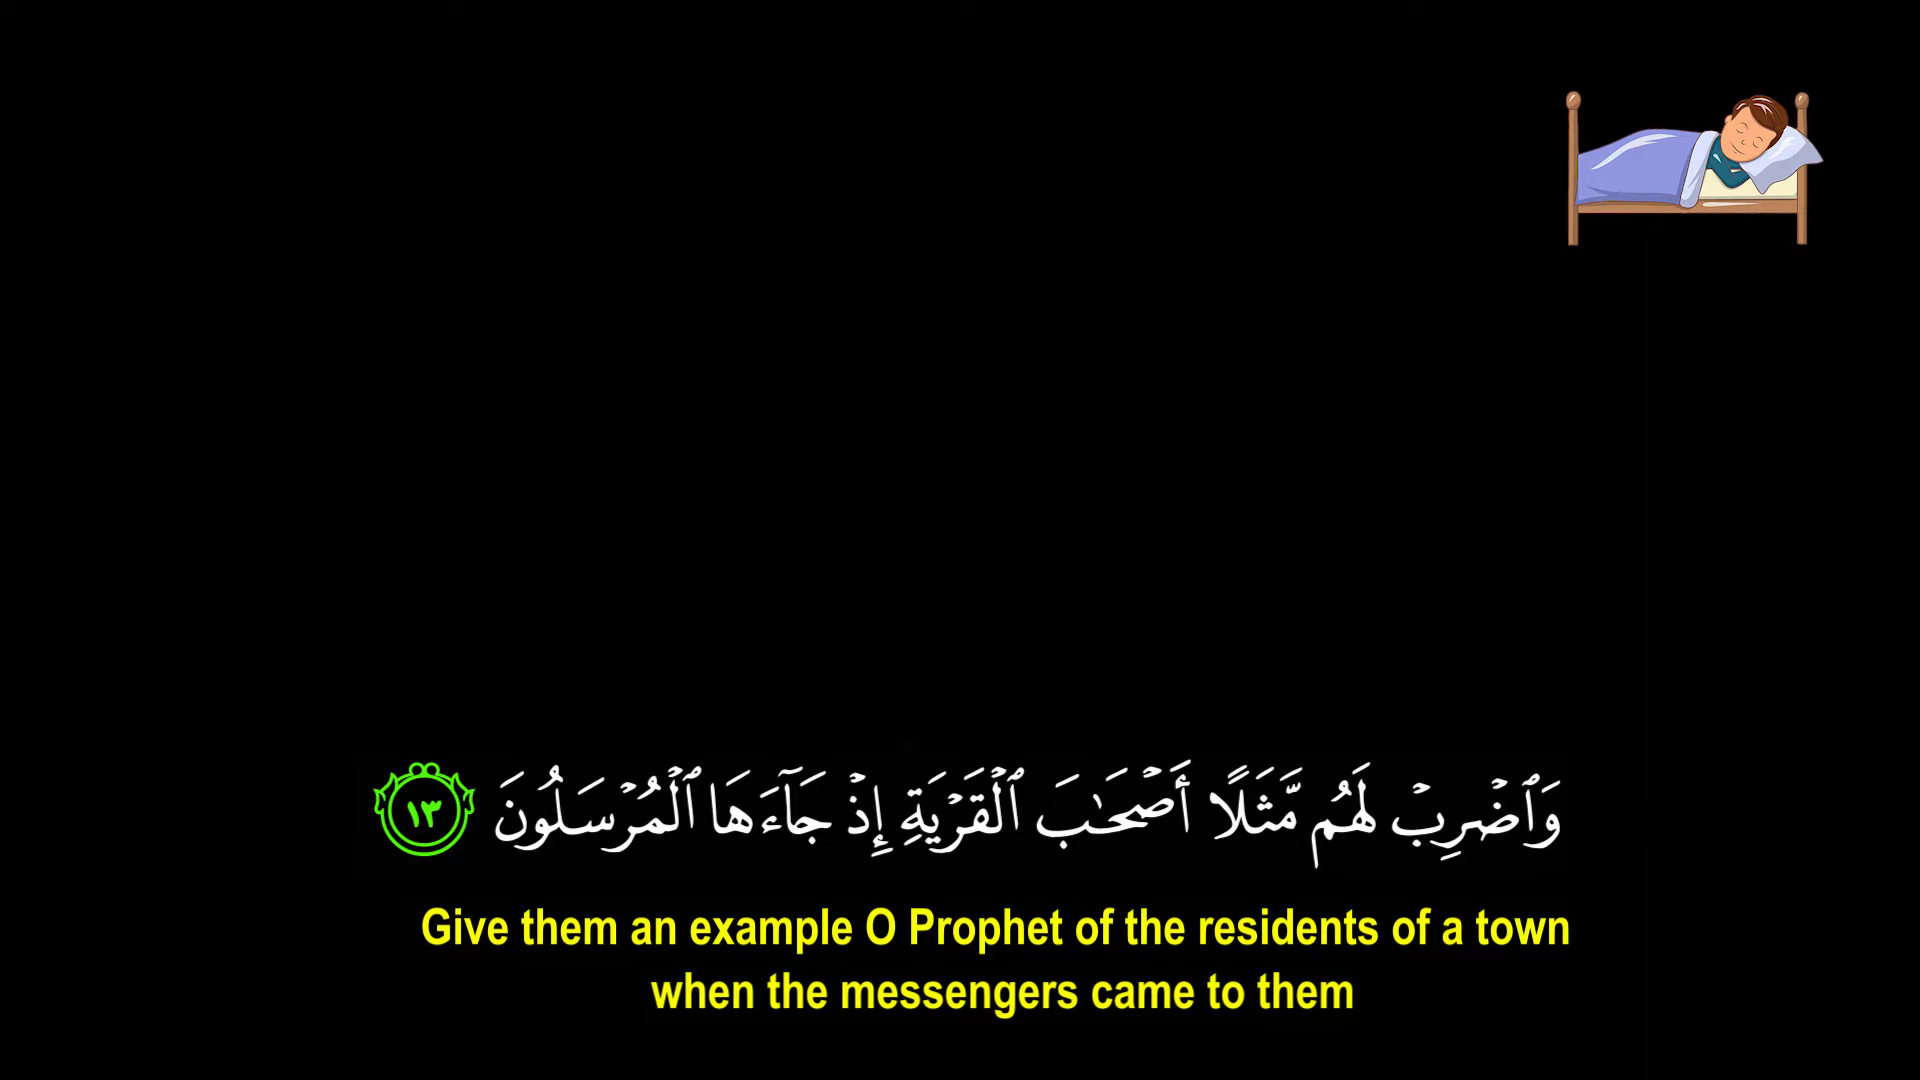 وَٱضۡرِبۡ لَهُم مَّثَلًا أَصۡحَـٰبَ ٱلۡقَرۡيَةِ إِذۡ جَآءَهَا ٱلۡمُرۡسَلُونَ ١٣
Give them an example O Prophet of the residents of a town
when the messengers came to them